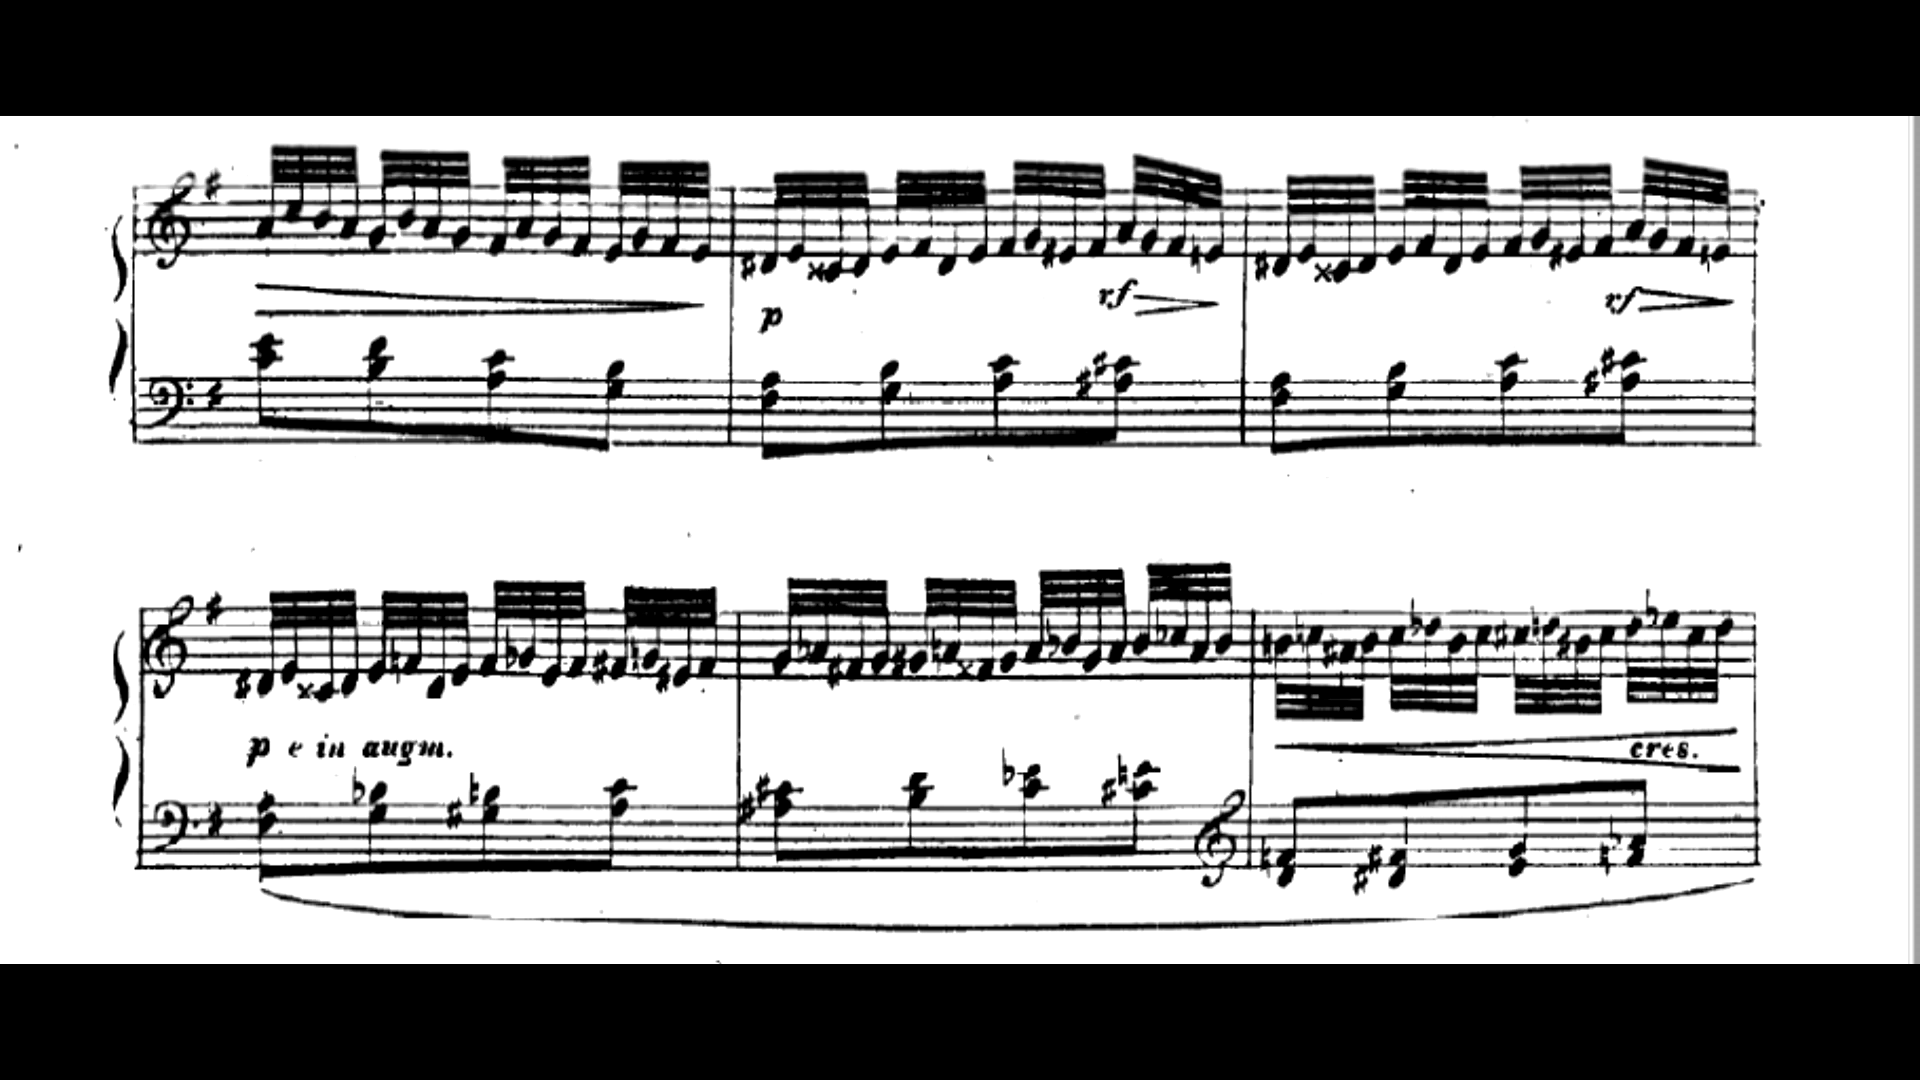 rf rf
p
p e in augm. cres.